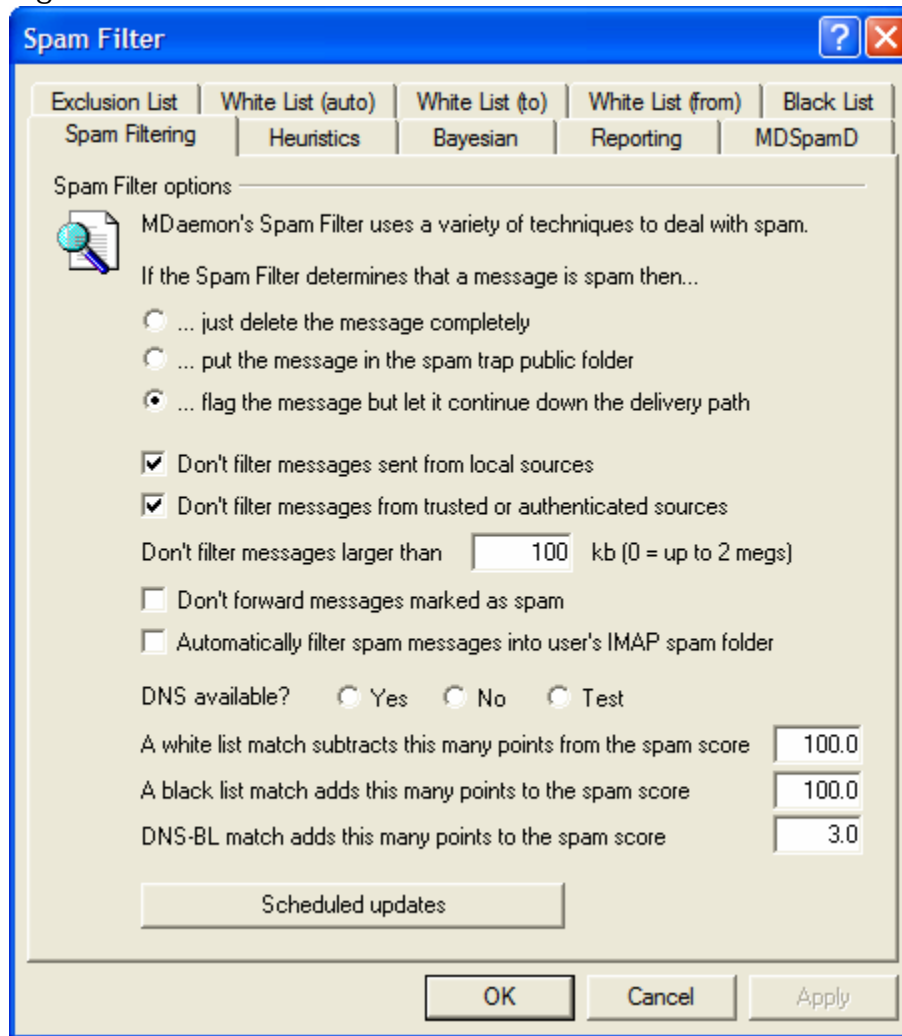 Spam Filter
Exclusion List White List (auto) White List (to) White List (from) Black List
Spam Filtering Heuristics Bayesian Reporting MDSpamD
Spam Filter options
MDaemon's Spam Filter uses a variety of techniques to deal with spam.
If the Spam Filter determines that a message is spam then...
... just delete the message completely
... put the message in the spam trap public folder
... flag the message but let it continue down the delivery path
Don't filter messages sent from local sources
Don't filter messages from trusted or authenticated sources
Don't filter messages larger than 100 kb (0 = up to 2 megs)
Don't forward messages marked as spam
Automatically filter spam messages into user's IMAP spam folder
DNS available? Yes No Test
A white list match subtracts this many points from the spam score 100.0
A black list match adds this many points to the spam score 100.0
DNS-BL match adds this many points to the spam score 3.0
Scheduled updates
OK Cancel Apply